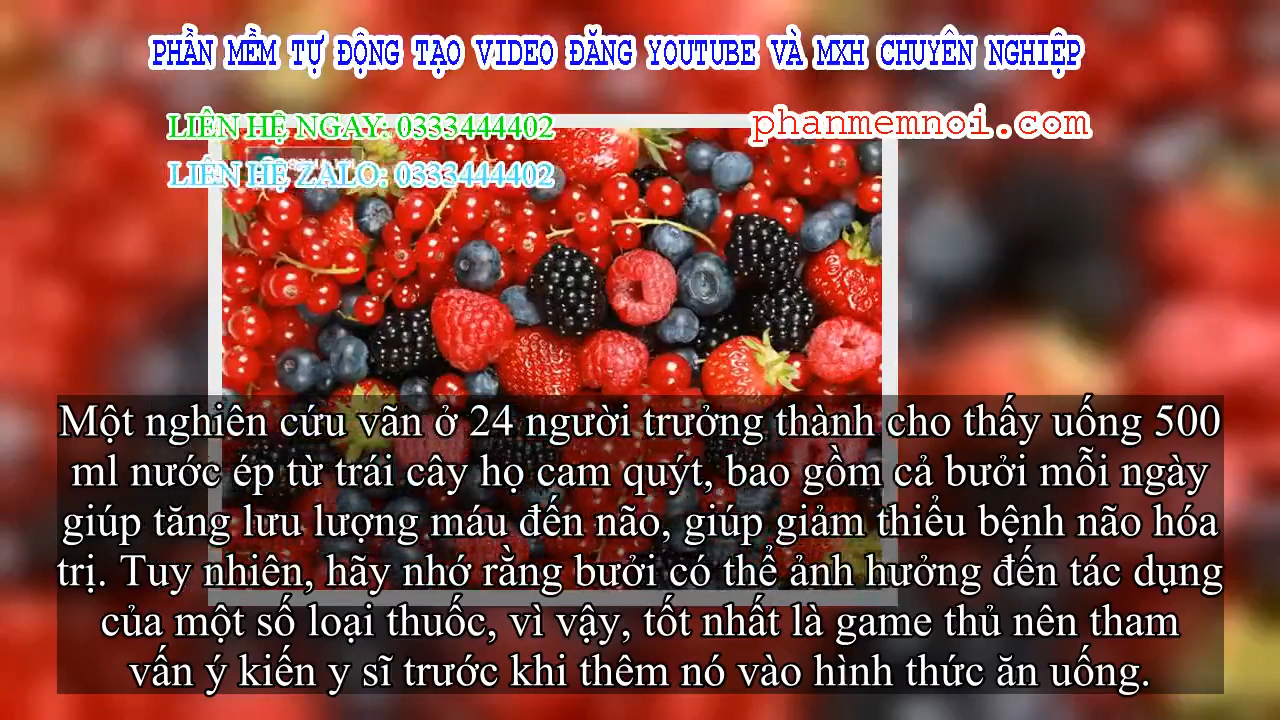 PHẦN MỀM TỰ ĐỘNG TẠO VIDEO ĐĂNG YOUTUBE VÀ MXH CHUYÊN NGHIỆP
LIÊN HỆ NGAY: 0333444402
phanmemnoi.com
LIÊN HỆ ZALO: 0333444402
Một nghiên cứu vãn ở 24 người trưởng thành cho thấy uống 500
ml nước ép từ trái cây họ cam quýt, bao gồm cả bưởi mỗi ngày
giúp tăng lưu lượng máu đến não, giúp giảm thiểu bệnh não hóa
trị. Tuy nhiên, hãy nhớ rằng bưởi có thể ảnh hưởng đến tác dụng
của một số loại thuốc, vì vậy, tốt nhất là game thủ nên tham
vấn ý kiến y sĩ trước khi thêm nó vào hình thức ăn uống.